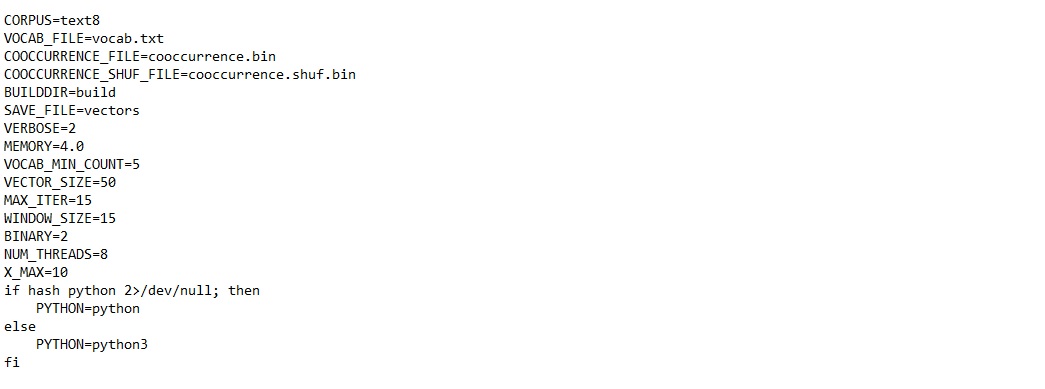 CORPUS=text8
VOCAB_FILE=vocab.txt
COOCCURRENCE_FILE=cooccurrence.bin
COOCCURRENCE_SHUF_FILE=cooccurrence.shuf.bin
BUILDDIR=build
SAVE_FILE=vectors
VERBOSE=2
MEMORY=4.0
VOCAB_MIN_COUNT=5
VECTOR_SIZE=50
MAX_ITER=15
WINDOW_SIZE=15
BINARY=2
NUM_THREADS=8
X_MAX=10
if hash python 2>/dev/null; then
    PYTHON=python
else
    PYTHON=python3
fi